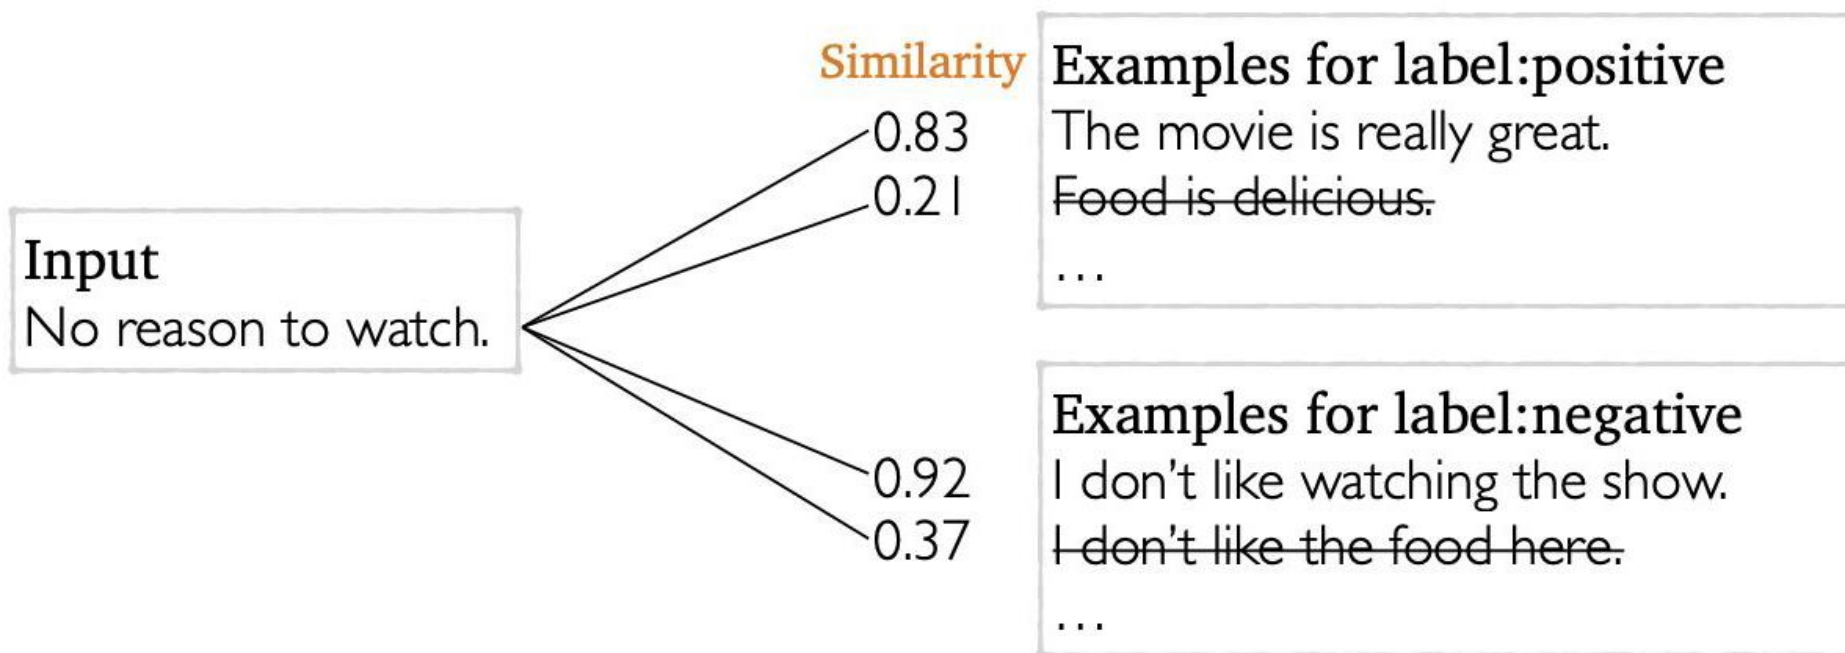 Similarity
0.83
0.21
Input
No reason to watch.
0.92
0.37
Examples for label:positive
The movie is really great.
Food is delicious.
...
Examples for label:negative
I don't like watching the show.
I don't like the food here.
...